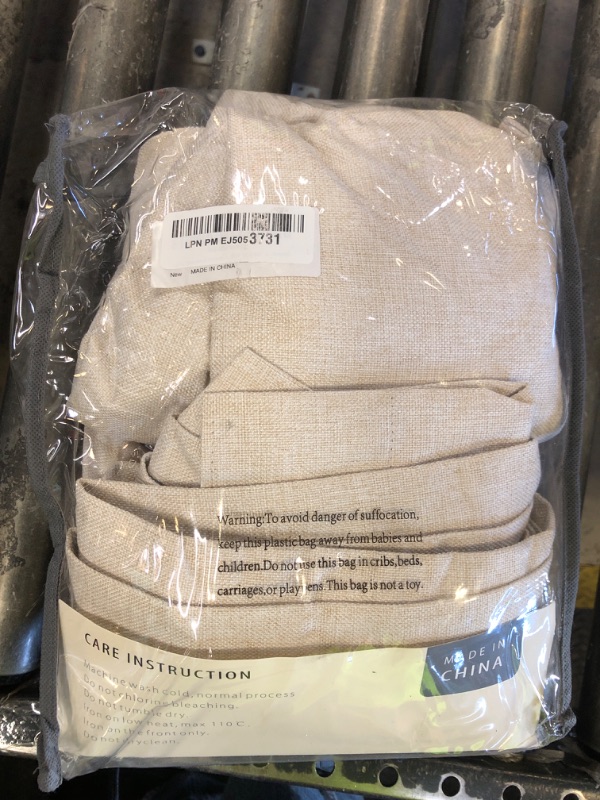 LPN PM EJ5053731
New MADE IN CHINA
Warning:To avoid danger of suffocation,
keep this plastic bag away from babies and
children.Do not use this bag in cribs,beds,
carriages,or playpens.This bag is not a toy.
CARE INSTRUCTION
Machine wash cold, normal process
Do not chlorine bleaching.
Do not tumble dry.
Iron on low heat, max 110C.
Iron on the front only.
Do not dryclean.
MADE IN
CHINA